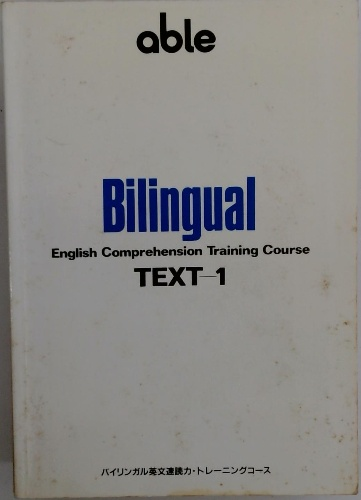 able
Bilingual
English Comprehension Training Course
TEXT—1
バイリンガル英文速読力・トレーニングコース